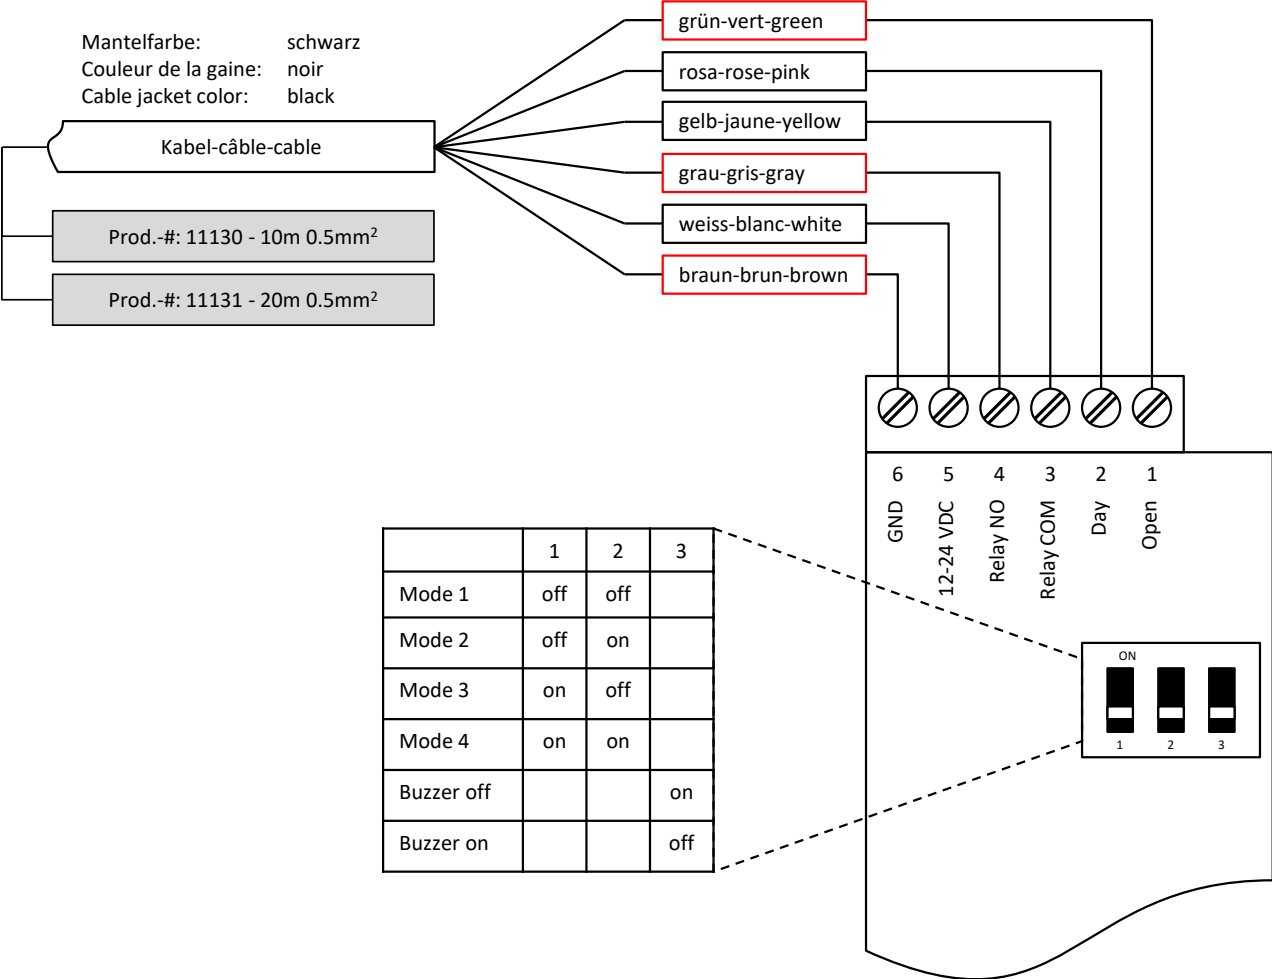 grün-vert-green
Mantelfarbe: schwarz
Couleur de la gaine: noir
Cable jacket color: black
rosa-rose-pink
gelb-jaune-yellow
Kabel-câble-cable
grau-gris-gray
weiss-blanc-white
braun-brun-brown
Prod.-#: 11130 - 10m 0.5mm²
Prod.-#: 11131 - 20m 0.5mm²
6 5 4 3 2 1
GND
12-24 VDC
Relay NO
Relay COM
Day
Open
1 2 3
Mode 1 off off
Mode 2 off on
Mode 3 on off
Mode 4 on on
Buzzer off on
Buzzer on off
ON
1 2 3